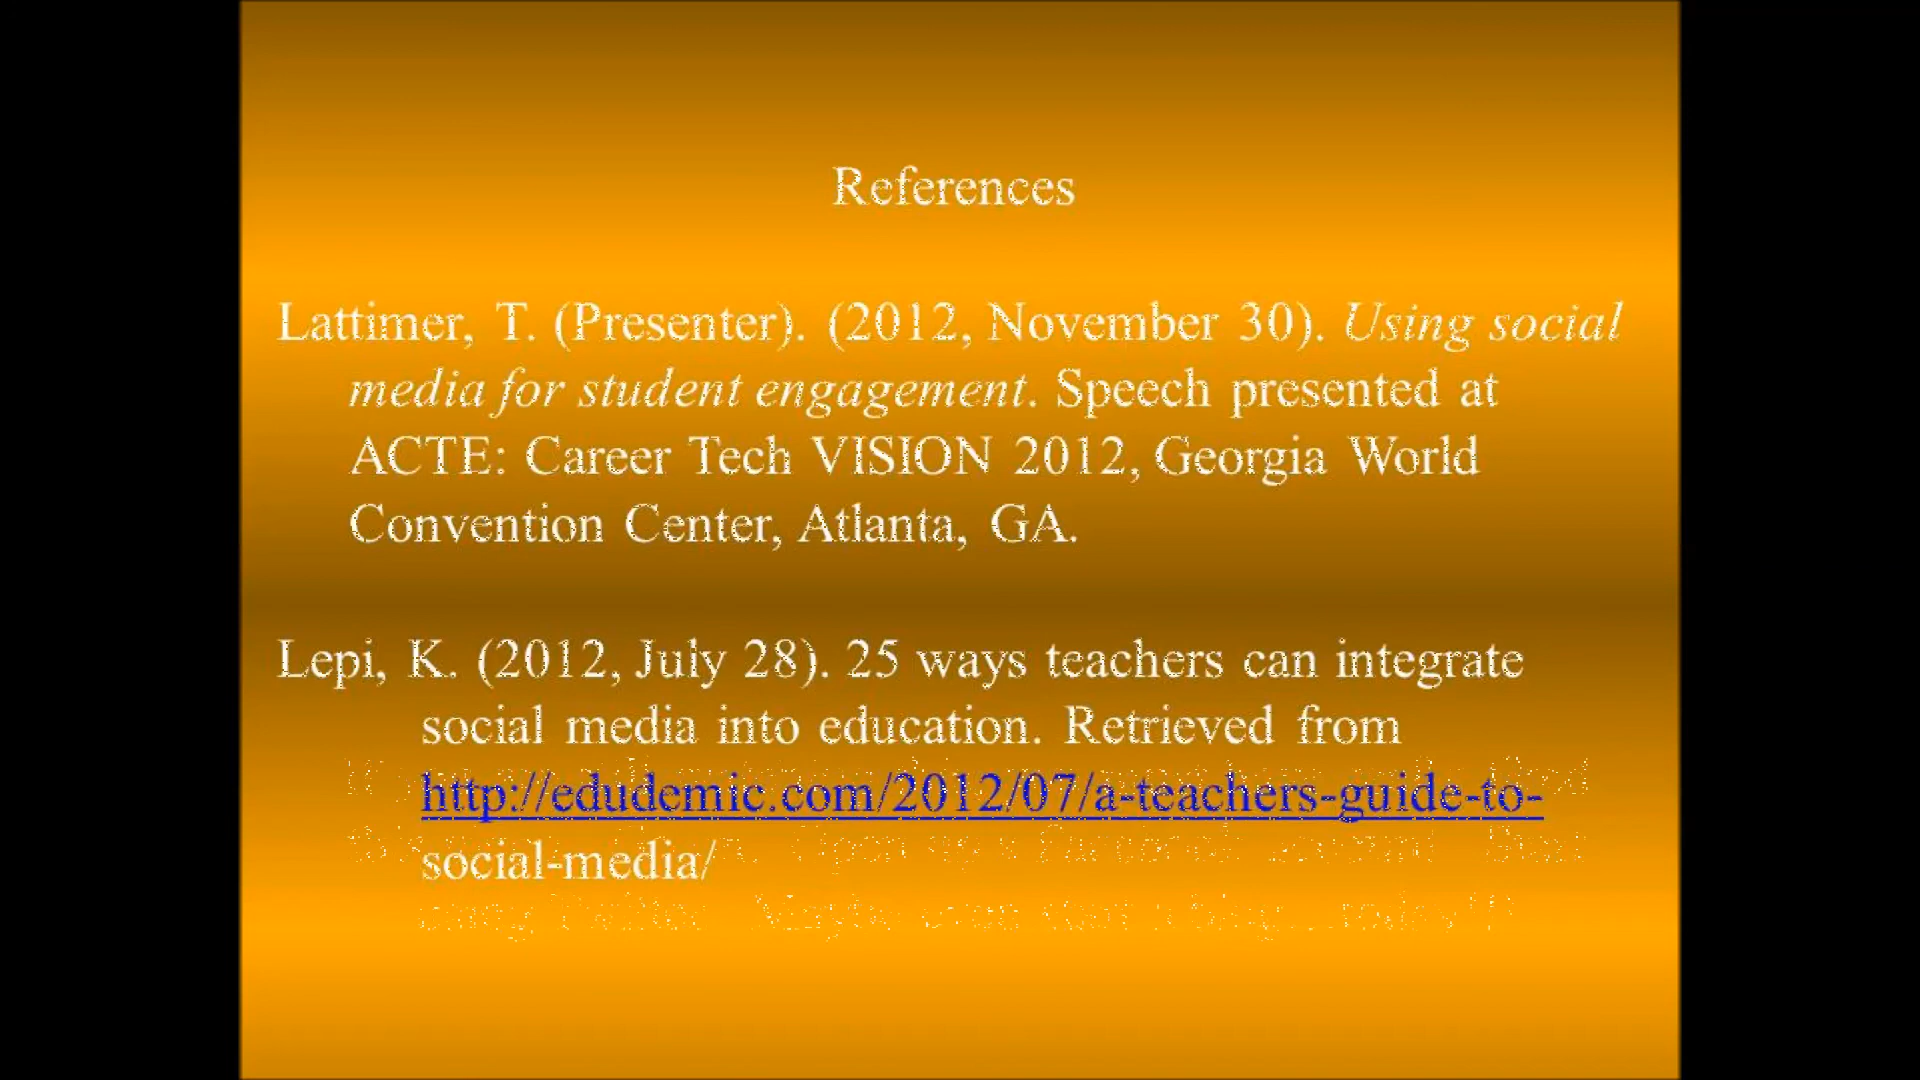 References
Lattimer, T. (Presenter). (2012, November 30). Using social
media for student engagement. Speech presented at
ACTE: Career Tech VISION 2012, Georgia World
Convention Center, Atlanta, GA.
Lepi, K. (2012, July 28). 25 ways teachers can integrate
social media into education. Retrieved from
http://edudemic.com/2012/07/a-teachers-guide-to-
social-media/